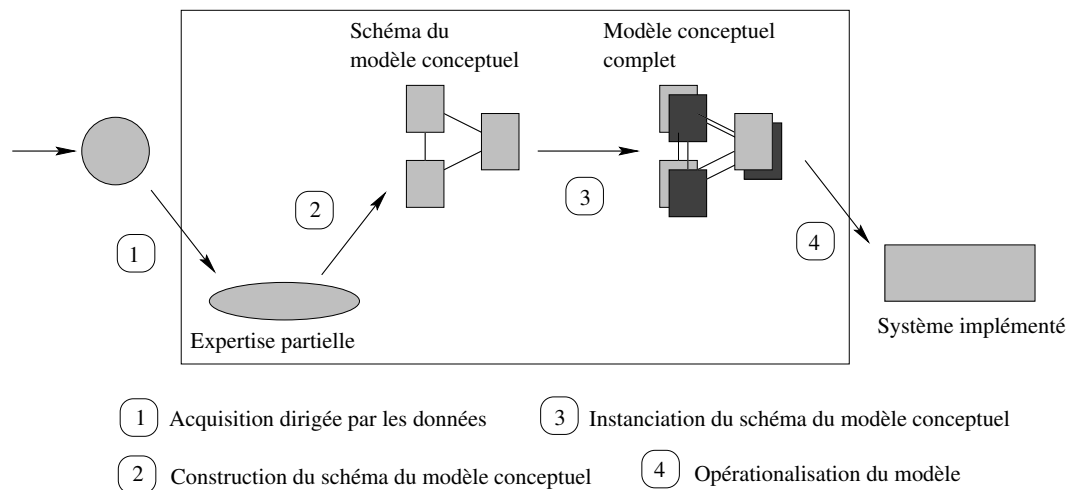 Schéma du
modèle conceptuel
Modèle conceptuel
complet
1
2
3
4
Expertise partielle
Système implémenté
1 Acquisition dirigée par les données
3 Instanciation du schéma du modèle conceptuel
2 Construction du schéma du modèle conceptuel
4 Opérationalisation du modèle